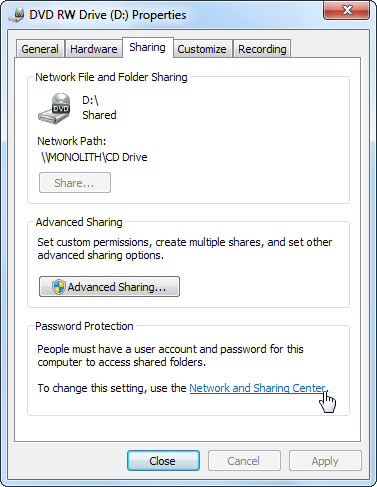 DVD RW Drive (D:) Properties
General Hardware Sharing Customize Recording
Network File and Folder Sharing
DVD
D:\
Shared
Network Path:
\\MONOLITH\CD Drive
Share...
Advanced Sharing
Set custom permissions, create multiple shares, and set other
advanced sharing options.
Advanced Sharing...
Password Protection
People must have a user account and password for this
computer to access shared folders.
To change this setting, use the Network and Sharing Center.
Close Cancel Apply